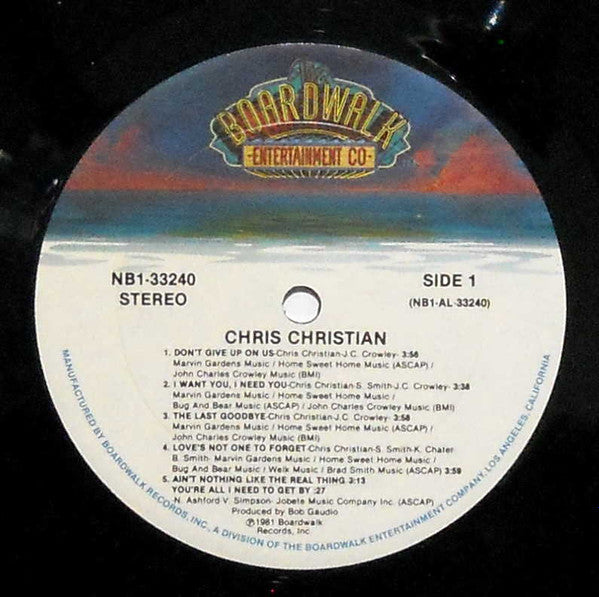 The
BOARDWALK
-ENTERTAINMENT CO-
NB1-33240
STEREO
SIDE 1
(NB1-AL-33240)
CHRIS CHRISTIAN
1. DON'T GIVE UP ON US-Chris Christian-J.C. Crowley- 3:56
Marvin Gardens Music / Home Sweet Home Music (ASCAP) /
John Charles Crowley Music (BMI)
2. I WANT YOU, I NEED YOU-Chris Christian-S. Smith-J.C. Crowley- 3:38
Marvin Gardens Music / Home Sweet Home Music /
Bug And Bear Music (ASCAP) / John Charles Crowley Music (BMI)
3. THE LAST GOODBYE-Chris Christian-J.C. Crowley- 3:58
Marvin Gardens Music / Home Sweet Home Music (ASCAP) /
John Charles Crowley Music (BMI)
4. LOVE'S NOT ONE TO FORGET-Chris Christian-S. Smith-K. Chater
B. Smith- Marvin Gardens Music / Home Sweet Home Music /
Bug And Bear Music / Welk Music / Brad Smith Music (ASCAP) 3:59
5. AIN'T NOTHING LIKE THE REAL THING 3:13
YOU'RE ALL I NEED TO GET BY :27
N. Ashford-V. Simpson- Jobete Music Company Inc. (ASCAP)
Produced by Bob Gaudio
℗1981 Boardwalk
Records, Inc.
MANUFACTURED BY BOARDWALK RECORDS, INC., A DIVISION OF THE BOARDWALK ENTERTAINMENT COMPANY, LOS ANGELES, CALIFORNIA